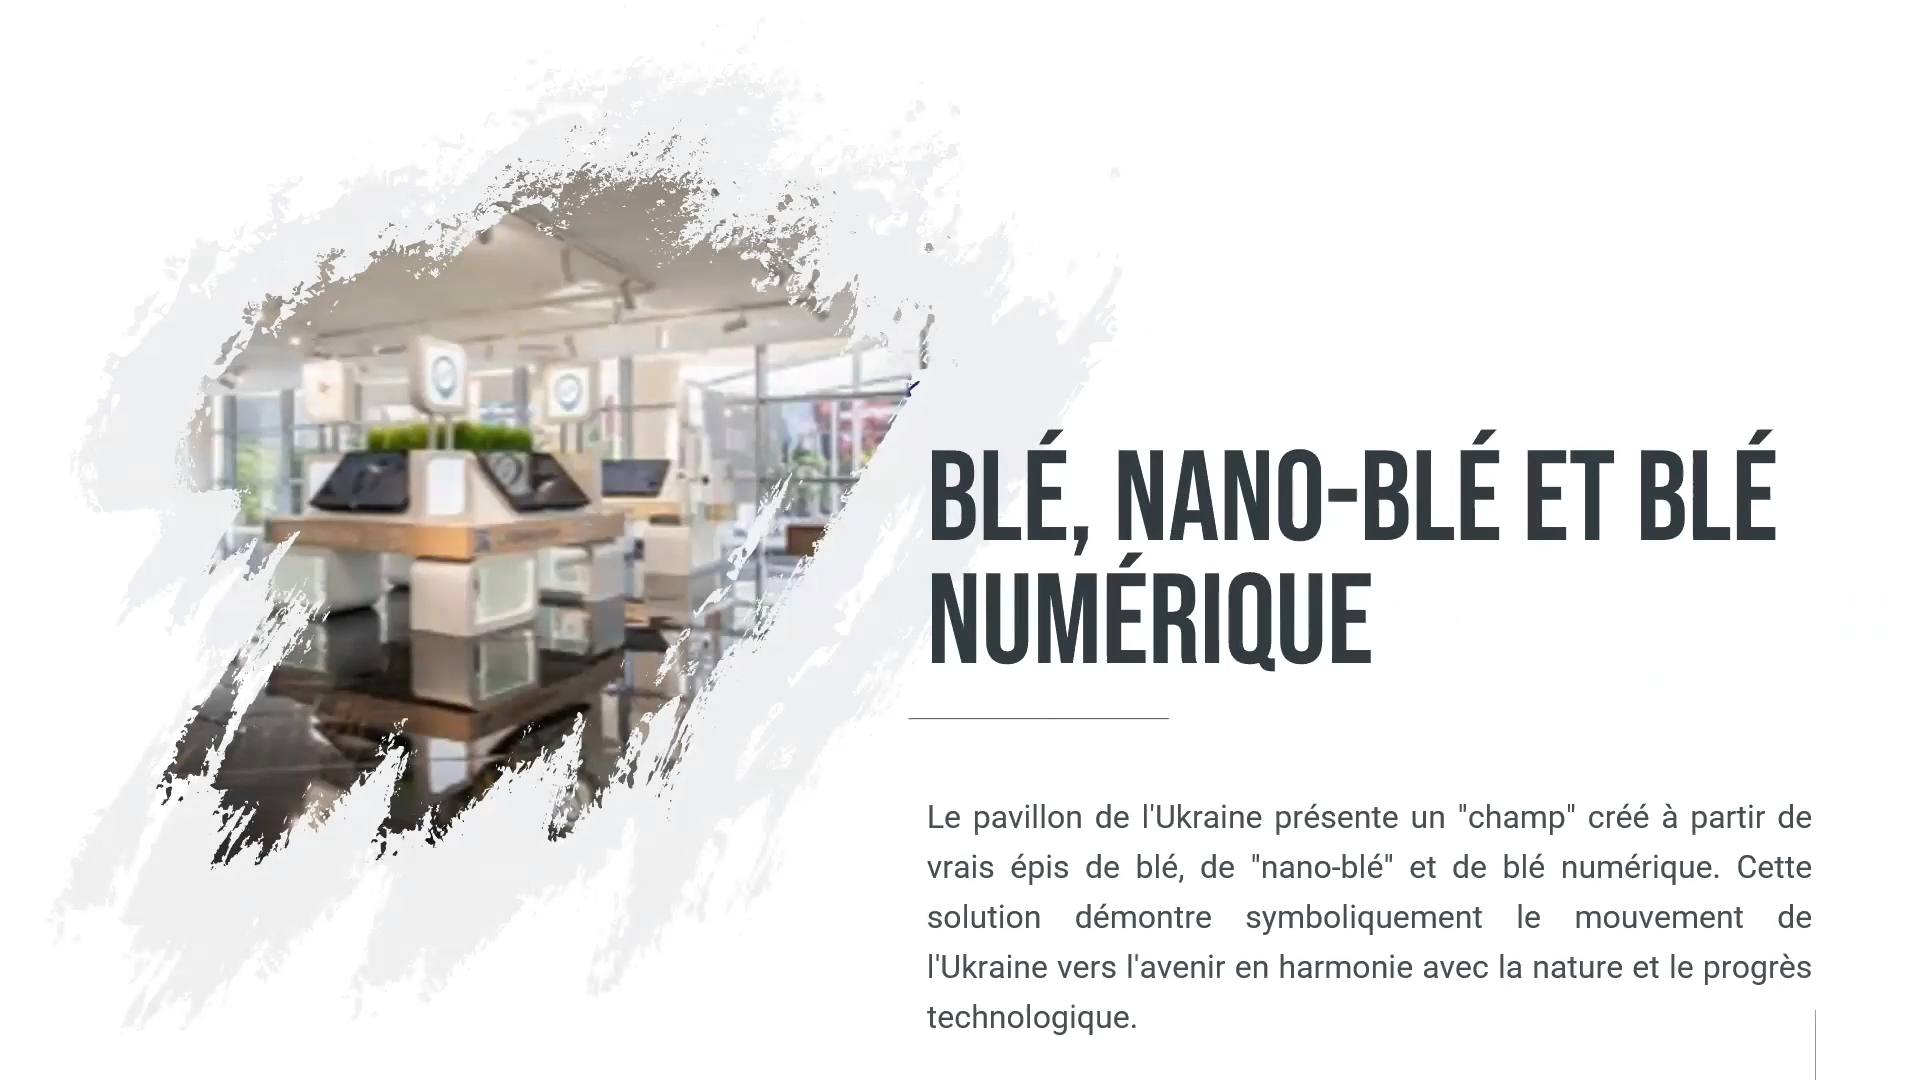 BLÉ, NANO-BLÉ ET BLÉ
NUMÉRIQUE
Le pavillon de l'Ukraine présente un "champ" créé à partir de
vrais épis de blé, de "nano-blé" et de blé numérique. Cette
solution démontre symboliquement le mouvement de
l'Ukraine vers l'avenir en harmonie avec la nature et le progrès
technologique.